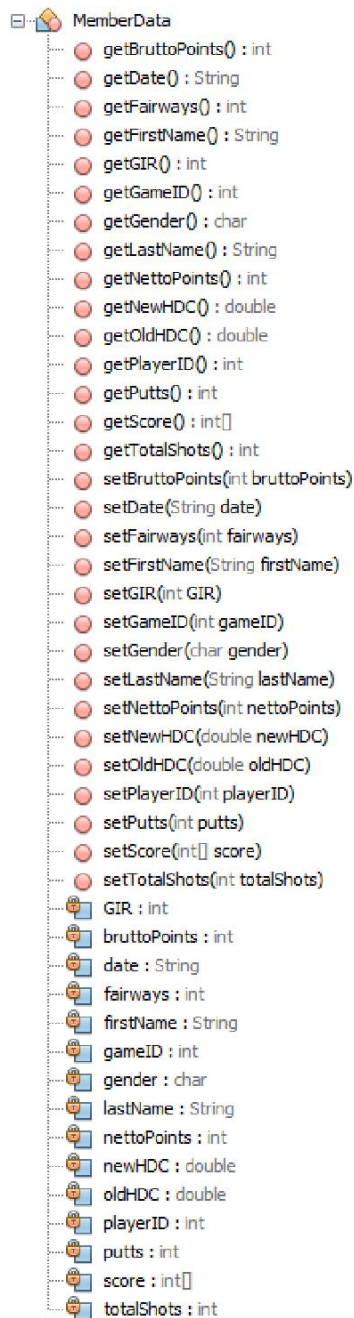 MemberData
getBruttoPoints() : int
getDate() : String
getFairways() : int
getFirstName() : String
getGIR() : int
getGameID() : int
getGender() : char
getLastName() : String
getNettoPoints() : int
getNewHDC() : double
getOldHDC() : double
getPlayerID() : int
getPutts() : int
getScore() : int[]
getTotalShots() : int
setBruttoPoints(int bruttoPoints)
setDate(String date)
setFairways(int fairways)
setFirstName(String firstName)
setGIR(int GIR)
setGameID(int gameID)
setGender(char gender)
setLastName(String lastName)
setNettoPoints(int nettoPoints)
setNewHDC(double newHDC)
setOldHDC(double oldHDC)
setPlayerID(int playerID)
setPutts(int putts)
setScore(int[] score)
setTotalShots(int totalShots)
GIR : int
bruttoPoints : int
date : String
fairways : int
firstName : String
gameID : int
gender : char
lastName : String
nettoPoints : int
newHDC : double
oldHDC : double
playerID : int
putts : int
score : int[]
totalShots : int